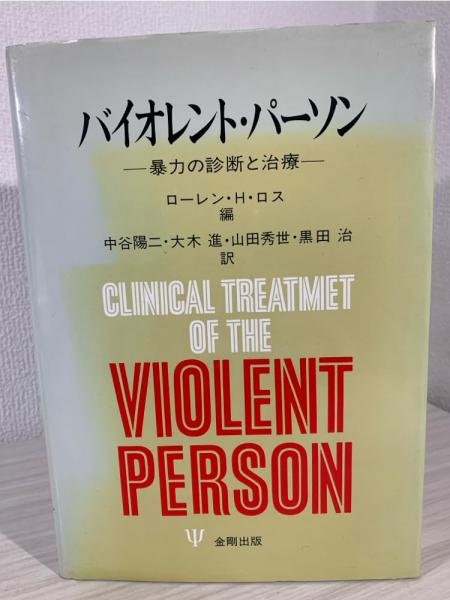 バイオレント・パーソン
―暴力の診断と治療―
ローレン・H・ロス
編
中谷陽二・大木 進・山田秀世・黒田 治
訳
CLINICAL TREATMET
OF THE
VIOLENT
PERSON
Ψ 金剛出版